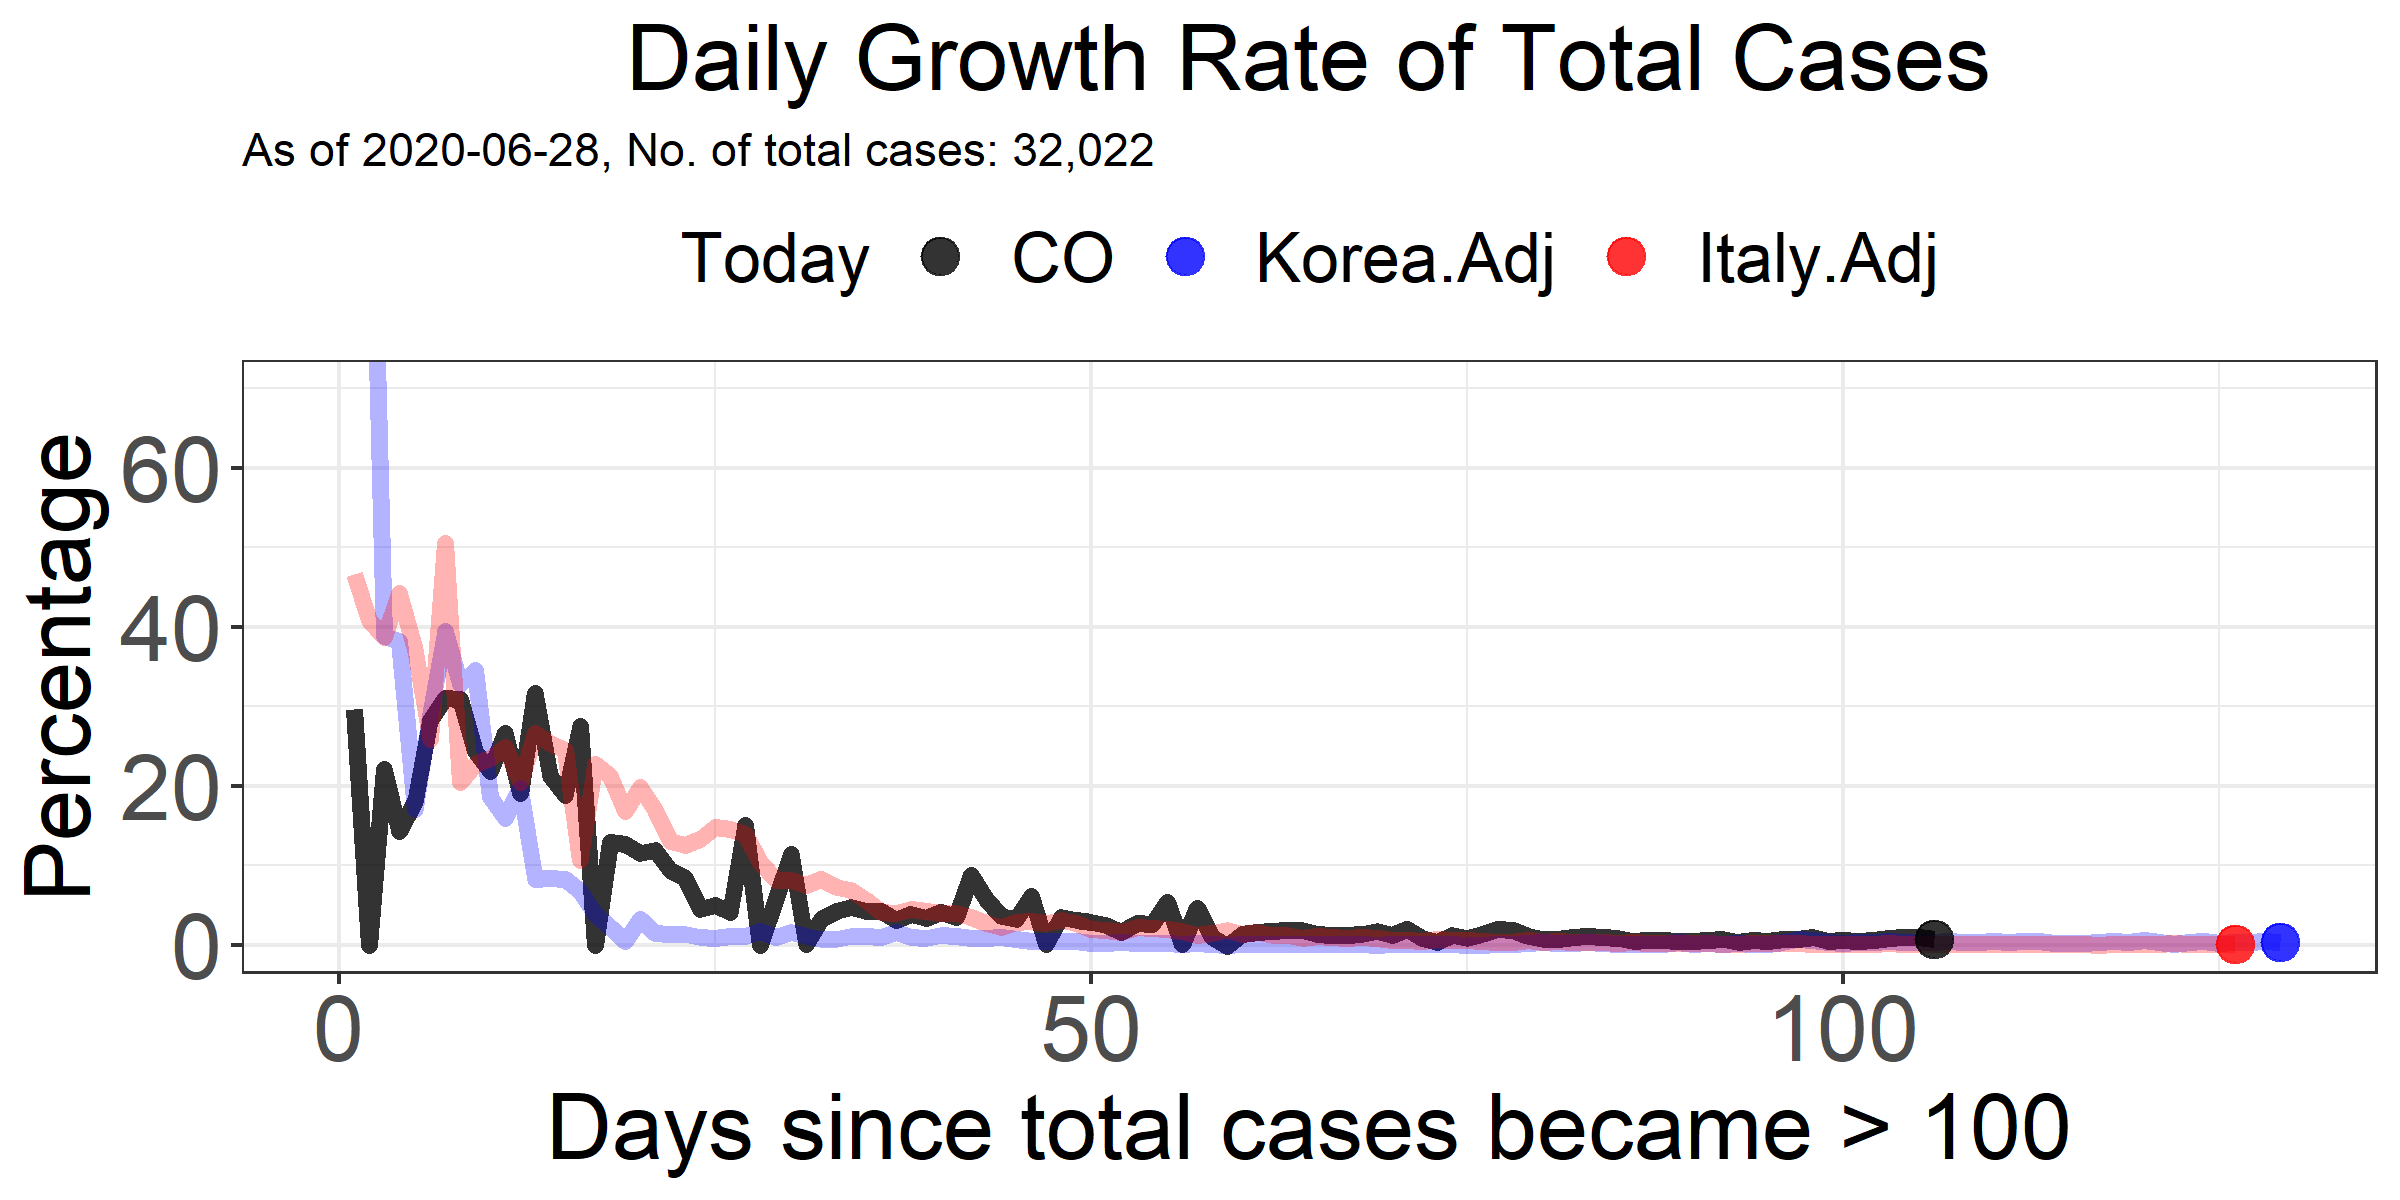 Daily Growth Rate of Total Cases
As of 2020-06-28, No. of total cases: 32,022
Today CO Korea.Adj Italy.Adj
Percentage
60
40
20
0
0 50 100
Days since total cases became > 100